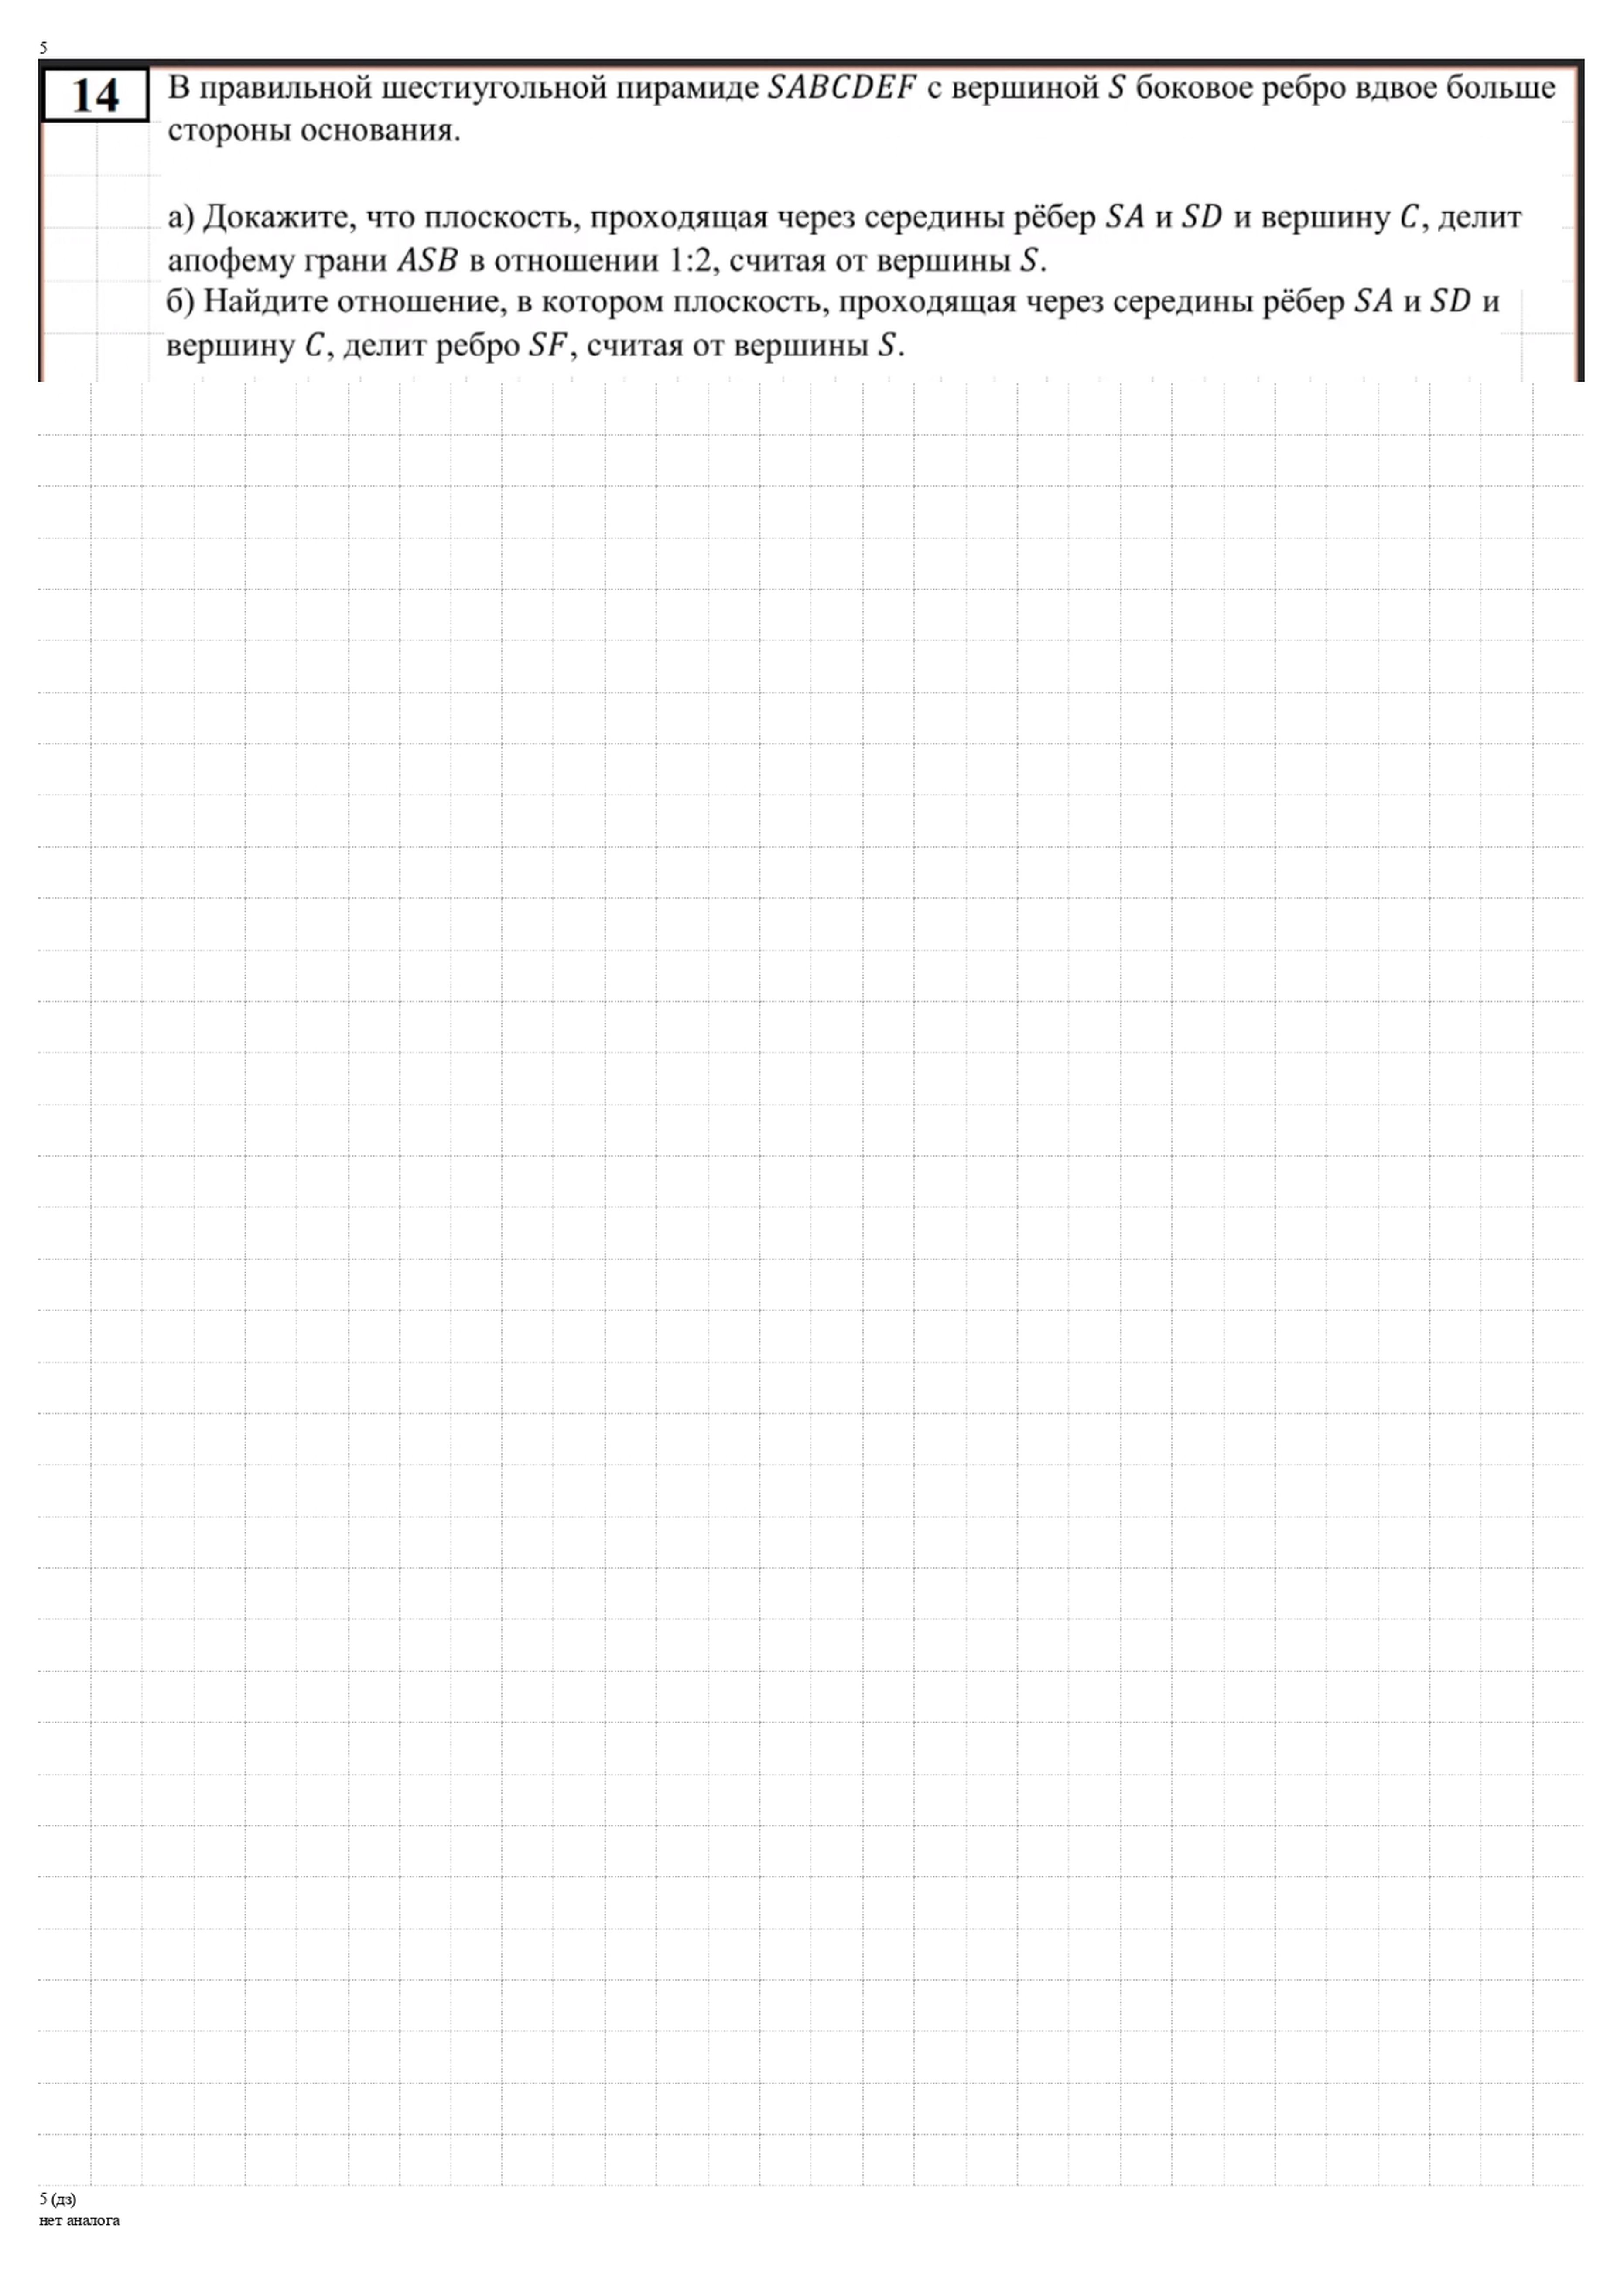 5
14
В правильной шестиугольной пирамиде SABCDEF с вершиной S боковое ребро вдвое больше
стороны основания.
а) Докажите, что плоскость, проходящая через середины рёбер SA и SD и вершину C, делит
апофему грани ASB в отношении 1:2, считая от вершины S.
б) Найдите отношение, в котором плоскость, проходящая через середины рёбер SA и SD и
вершину C, делит ребро SF, считая от вершины S.
5 (дз)
нет аналога